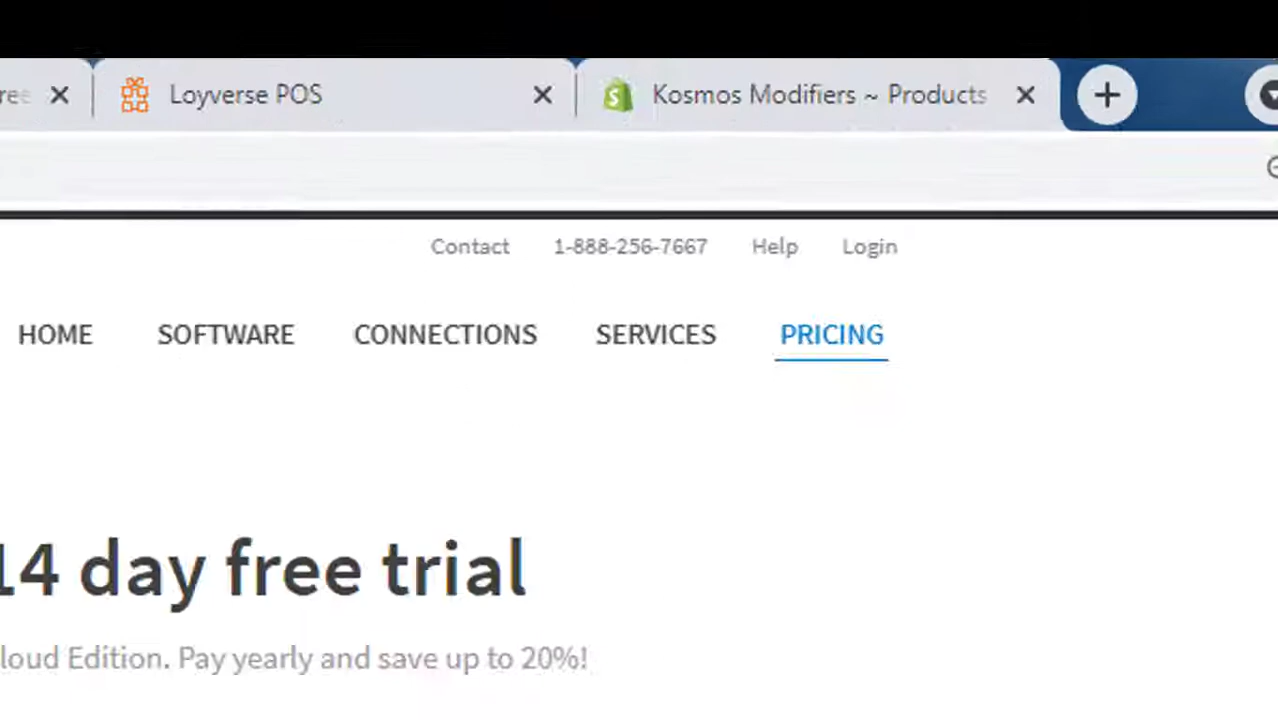 ree
Loyverse POS
Kosmos Modifiers ~ Products
Contact 1-888-256-7667 Help Login
HOME SOFTWARE CONNECTIONS SERVICES PRICING
14 day free trial
loud Edition. Pay yearly and save up to 20%!